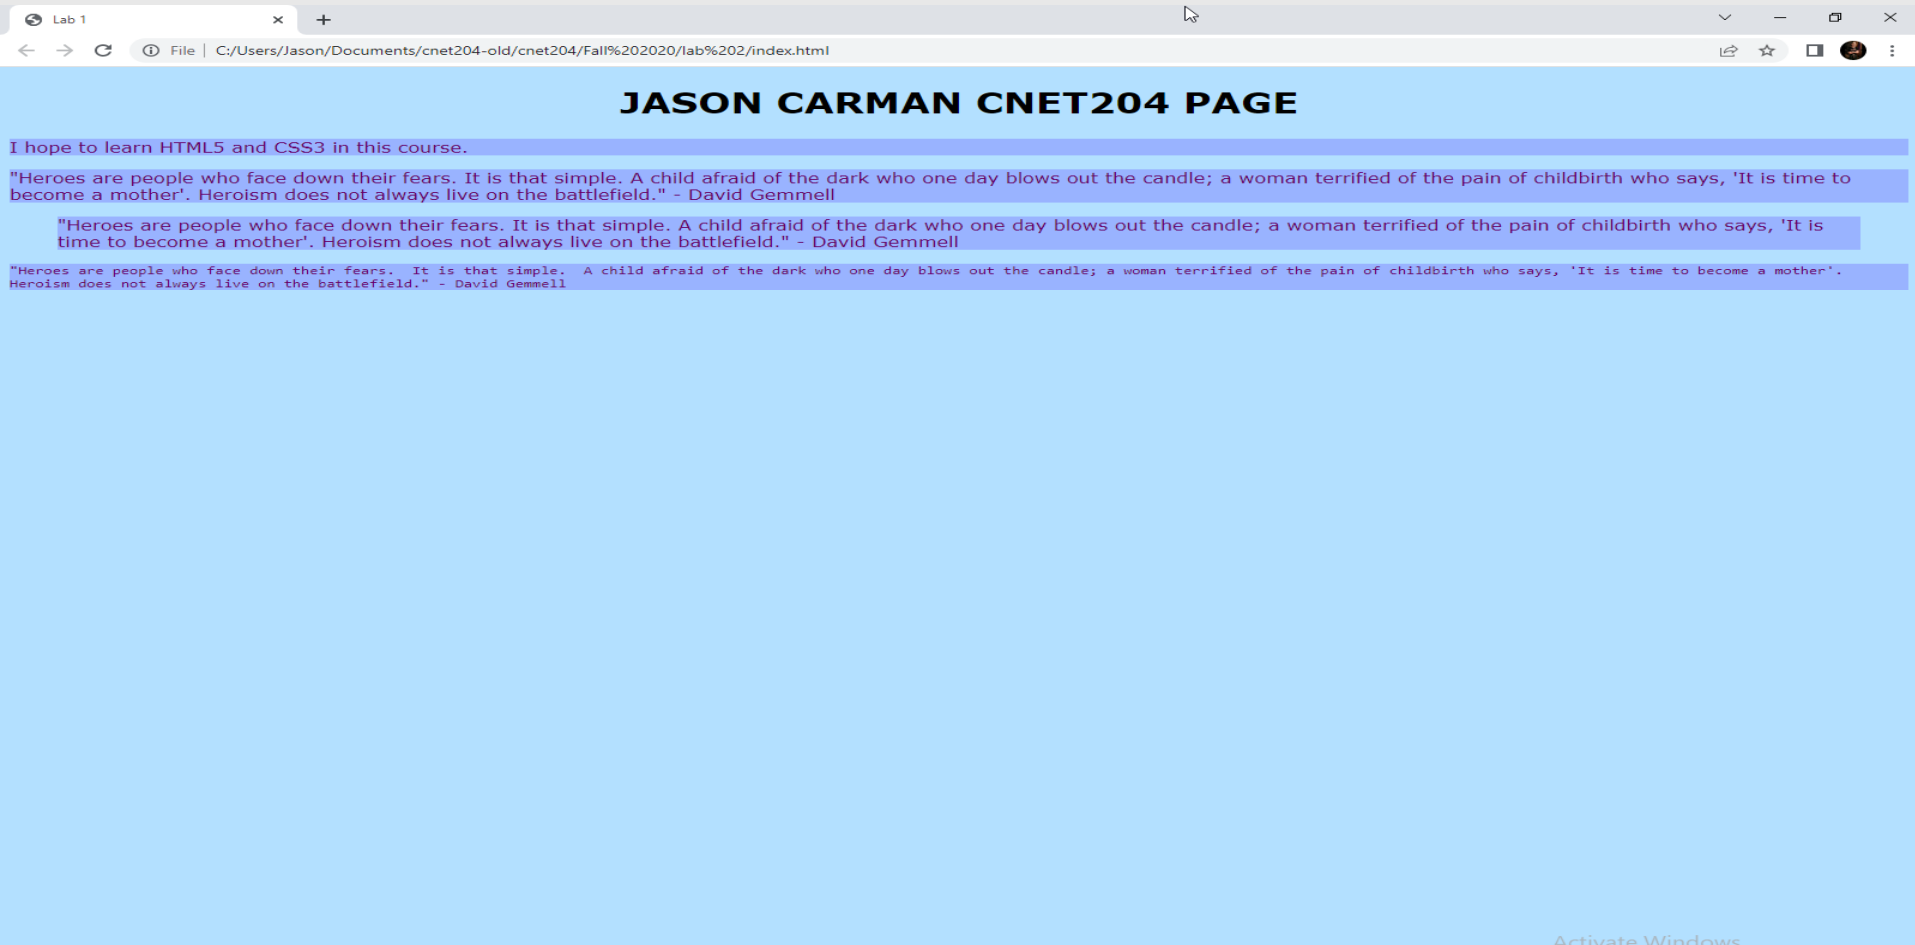 Lab 1
File
C:/Users/Jason/Documents/cnet204-old/cnet204/Fall%202020/lab%202/index.html
JASON CARMAN CNET204 PAGE
I hope to learn HTML5 and CSS3 in this course.
"Heroes are people who face down their fears. It is that simple. A child afraid of the dark who one day blows out the candle; a woman terrified of the pain of childbirth who says, 'It is time to
become a mother'. Heroism does not always live on the battlefield." - David Gemmell
"Heroes are people who face down their fears. It is that simple. A child afraid of the dark who one day blows out the candle; a woman terrified of the pain of childbirth who says, 'It is
time to become a mother'. Heroism does not always live on the battlefield." - David Gemmell
"Heroes are people who face down their fears.  It is that simple.  A child afraid of the dark who one day blows out the candle; a woman terrified of the pain of childbirth who says, 'It is time to become a mother'.
Heroism does not always live on the battlefield." - David Gemmell
Activate Windows